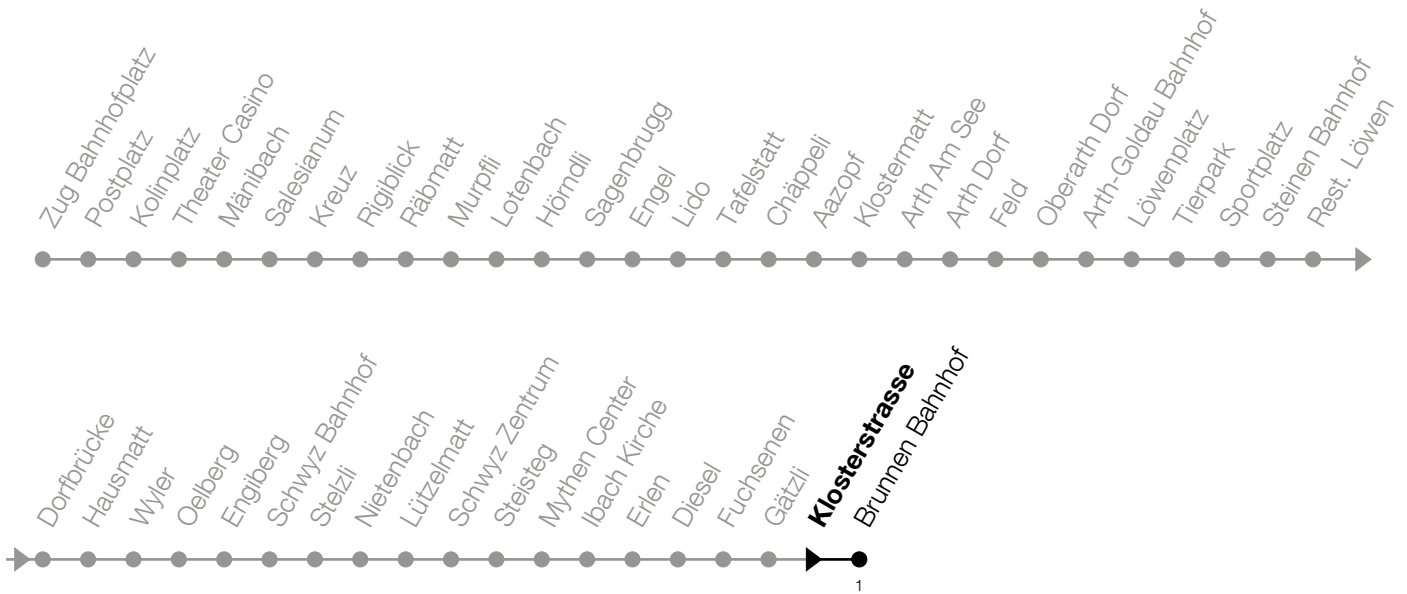 Zug Bahnhofplatz
Postplatz
Kolinplatz
Theater Casino
Mänibach
Salesianum
Kreuz
Rigiblick
Räbmatt
Murpfli
Lotenbach
Hörndli
Sagenbrugg
Engel
Lido
Tafelstatt
Chäppeli
Aazopf
Klostermatt
Arth Am See
Arth Dorf
Feld
Oberarth Dorf
Arth-Goldau Bahnhof
Löwenplatz
Tierpark
Sportplatz
Steinen Bahnhof
Rest. Löwen
Dorfbrücke
Hausmatt
Wyler
Oelberg
Engiberg
Schwyz Bahnhof
Stelzli
Nietenbach
Lützelmatt
Schwyz Zentrum
Steisteg
Mythen Center
Ibach Kirche
Erlen
Diesel
Fuchsenen
Gätzli
Klosterstrasse
Brunnen Bahnhof
1